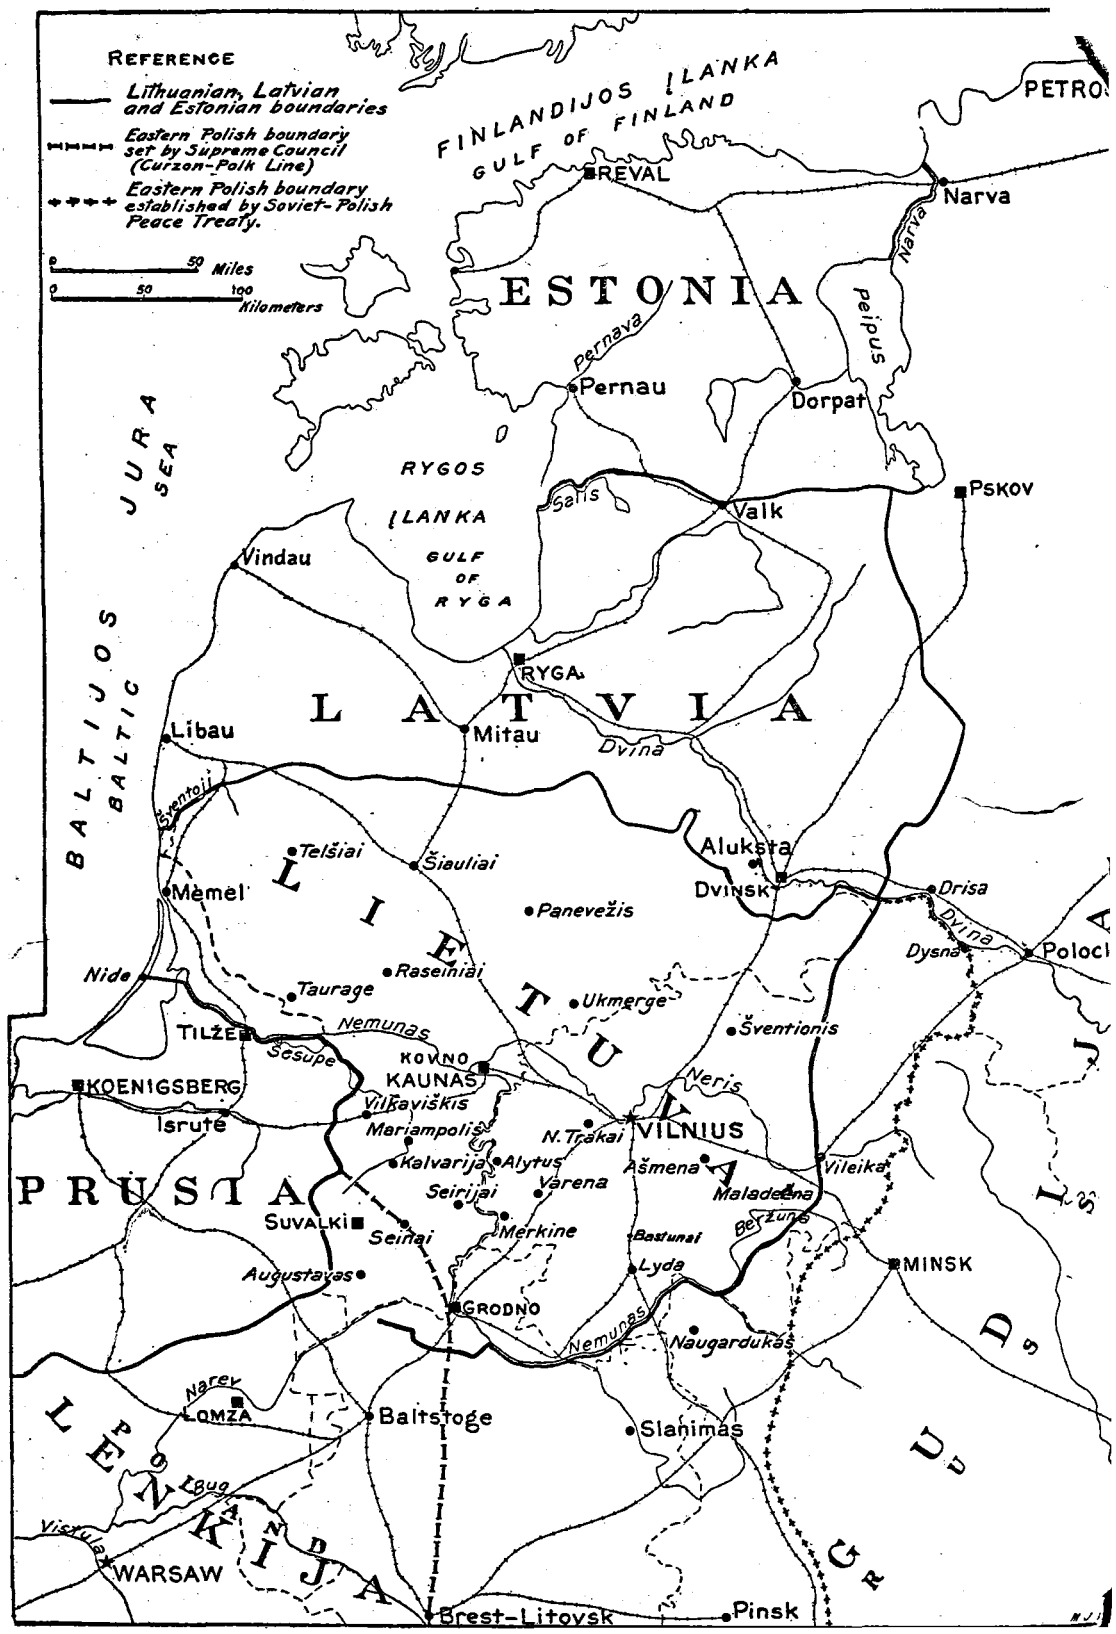 REFERENCE
Lithuanian, Latvian
and Estonian boundaries
Eastern Polish boundary
set by Supreme Council
(Curzon-Polk Line)
Eastern Polish boundary
established by Soviet-Polish
Peace Treaty.
0 50 Miles
0 50 100
Kilometers
FINLANDIJOS ĮLANKA
GULF OF FINLAND
PETRO
REVAL
Narva
Narva
ESTONIA
Peipus
Pernava
Pernau
Dorpat
BALTIJOS JURA
BALTIC SEA
RYGOS
ĮLANKA
GULF
OF
RYGA
Salis
Valk
PSKOV
Vindau
RYGA
LATVIA
Libau
Mitau
Dvina
Šventoji
Telšiai
Šiauliai
Aluksta
DVINSK
Drisa
Memel
LIETUVA
Panevėžis
Dvina
Dysna
Poloc
Nide
Raseiniai
Taurage
Ukmerge
Šventionis
TILŽE
Nemunas
Šešupe
KOVNO
KAUNAS
Neris
KOENIGSBERG
Isrute
Vilkaviškis
Mariampolis
N. Trakai
VILNIUS
Kalvarija
Alytus
Ašmena
Vileika
PRUSIA
Seirijai
Varena
Maladečna
SUVALKI
Seinai
Merkine
Beržuna
Bastunai
Augustavas
Lyda
MINSK
GRODNO
Nemunas
Naugardukas
Narev
LOMZA
Baltstoge
Slanimas
LENKIJA
POLAND
Bug
Vistula
WARSAW
Brest-Litovsk
Pinsk
GUDIJA